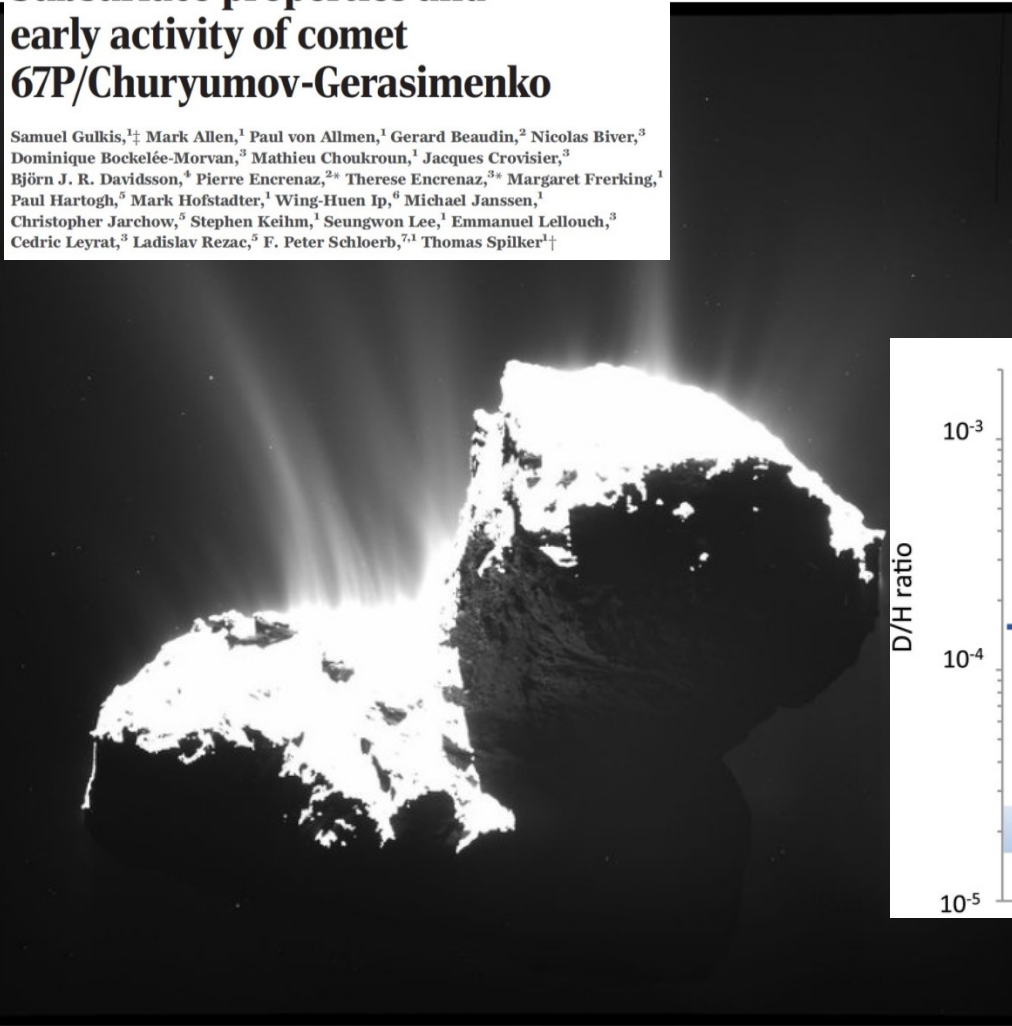 early activity of comet
67P/Churyumov-Gerasimenko
Samuel Gulkis,¹‡ Mark Allen,¹ Paul von Allmen,¹ Gerard Beaudin,² Nicolas Biver,³
Dominique Bockelée-Morvan,³ Mathieu Choukroun,¹ Jacques Crovisier,³
Björn J. R. Davidsson,⁴ Pierre Encrenaz,²* Therese Encrenaz,³* Margaret Frerking,¹
Paul Hartogh,⁵ Mark Hofstadter,¹ Wing-Huen Ip,⁶ Michael Janssen,¹
Christopher Jarchow,⁵ Stephen Keihm,¹ Seungwon Lee,¹ Emmanuel Lellouch,³
Cedric Leyrat,³ Ladislav Rezac,⁵ F. Peter Schloerb,⁷,¹ Thomas Spilker¹†
10⁻³
D/H ratio
10⁻⁴
10⁻⁵